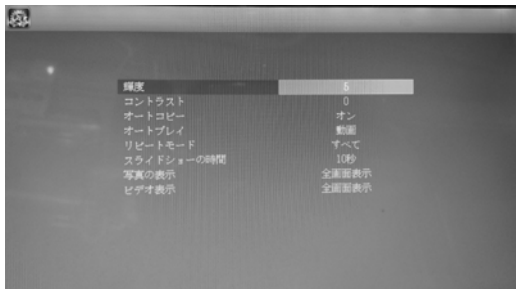 輝度 5
コントラスト 0
オートコピー オン
オートプレイ 動画
リピートモード すべて
スライドショーの時間 10秒
写真の表示 全画面表示
ビデオ表示 全画面表示